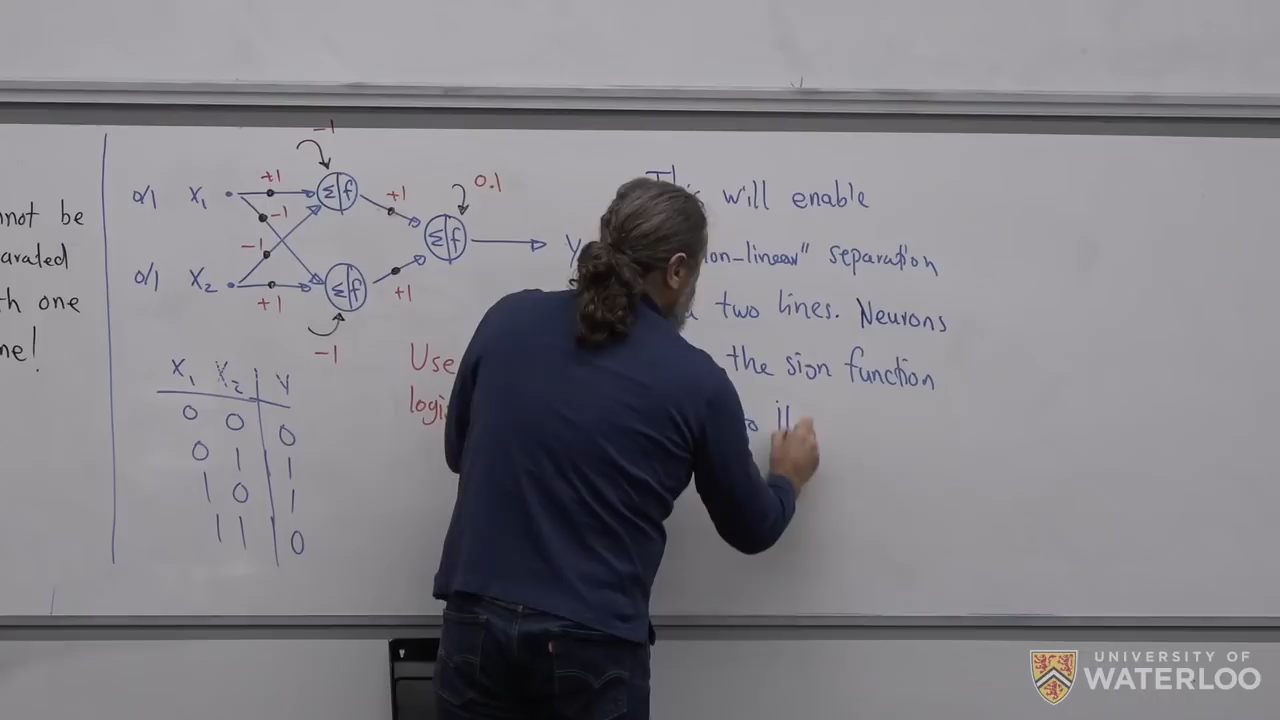 nnot be
arated
th one
ne!
-1
+1
0/1 X1
-1
Σ f
+1
0.1
Σ f
Y
-1
0/1 X2
+1
Σ f
+1
-1
X1 X2 Y
0 0 0
0 1 1
1 0 1
1 1 0
Use
logi
will enable
on-linear" separation
two lines. Neurons
the sign function
UNIVERSITY OF
WATERLOO